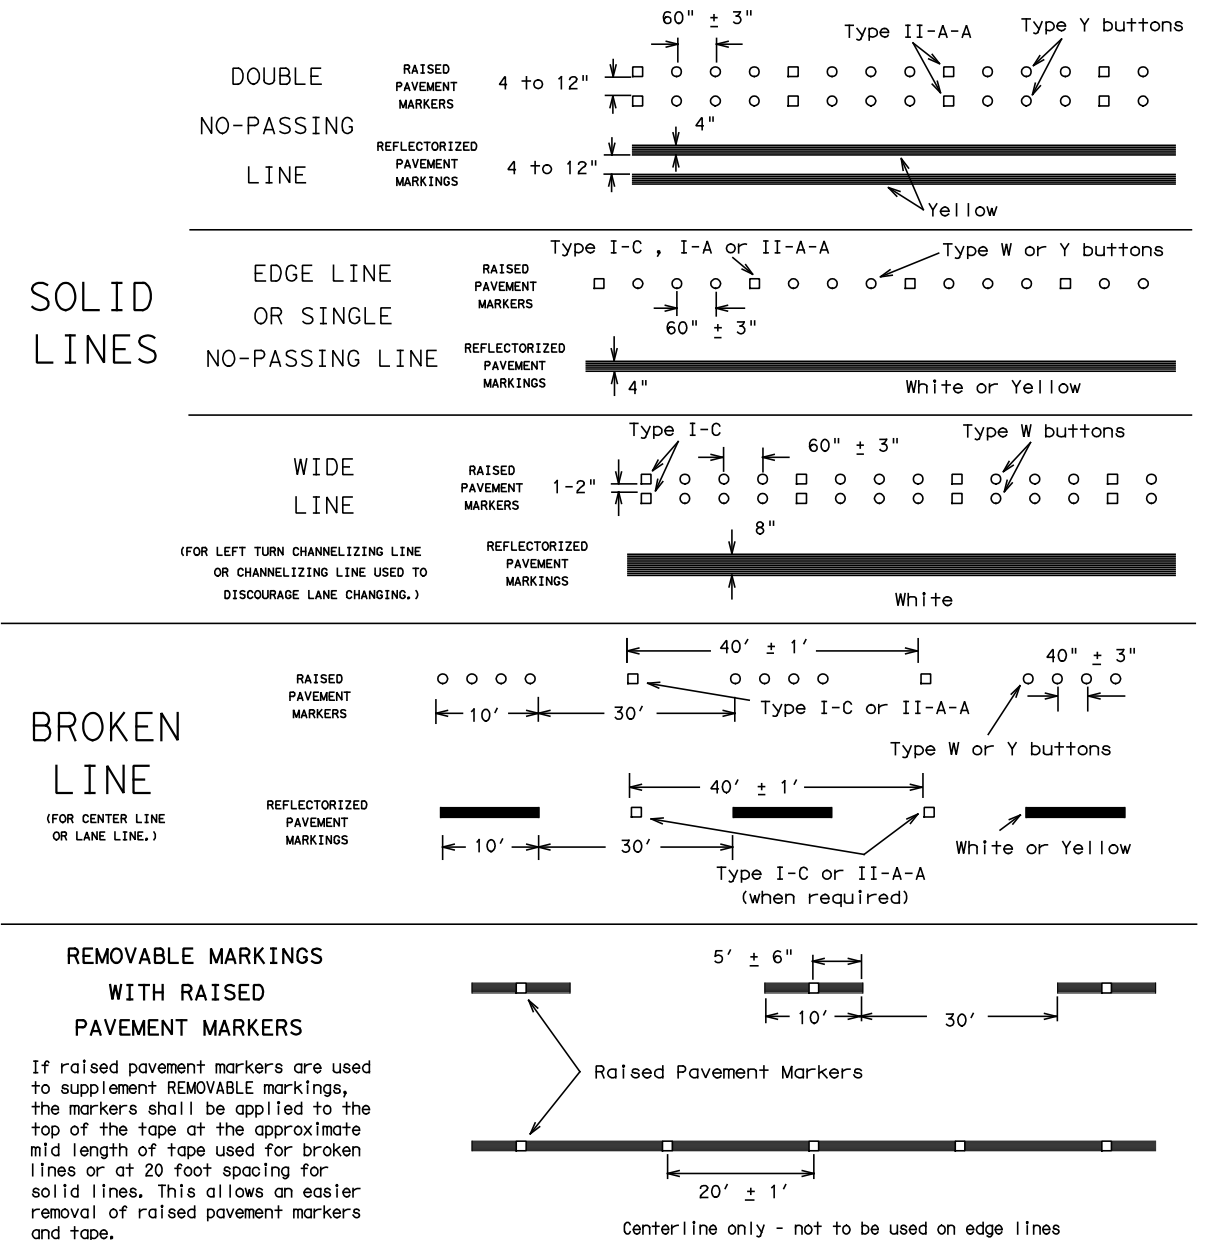 SOLID
LINES
DOUBLE
NO-PASSING
LINE
RAISED
PAVEMENT
MARKERS
4 to 12"
60" ± 3"
Type II-A-A
Type Y buttons
REFLECTORIZED
PAVEMENT
MARKINGS
4 to 12"
4"
Yellow
EDGE LINE
OR SINGLE
NO-PASSING LINE
RAISED
PAVEMENT
MARKERS
Type I-C , I-A or II-A-A
Type W or Y buttons
60" ± 3"
REFLECTORIZED
PAVEMENT
MARKINGS
4"
White or Yellow
WIDE
LINE
(FOR LEFT TURN CHANNELIZING LINE
OR CHANNELIZING LINE USED TO
DISCOURAGE LANE CHANGING.)
RAISED
PAVEMENT
MARKERS
1-2"
Type I-C
60" ± 3"
Type W buttons
REFLECTORIZED
PAVEMENT
MARKINGS
8"
White
BROKEN
LINE
(FOR CENTER LINE
OR LANE LINE.)
RAISED
PAVEMENT
MARKERS
40' ± 1'
40" ± 3"
10'
30'
Type I-C or II-A-A
Type W or Y buttons
REFLECTORIZED
PAVEMENT
MARKINGS
40' ± 1'
10'
30'
White or Yellow
Type I-C or II-A-A
(when required)
REMOVABLE MARKINGS
WITH RAISED
PAVEMENT MARKERS
If raised pavement markers are used
to supplement REMOVABLE markings,
the markers shall be applied to the
top of the tape at the approximate
mid length of tape used for broken
lines or at 20 foot spacing for
solid lines. This allows an easier
removal of raised pavement markers
and tape.
5' ± 6"
10'
30'
Raised Pavement Markers
20' ± 1'
Centerline only - not to be used on edge lines